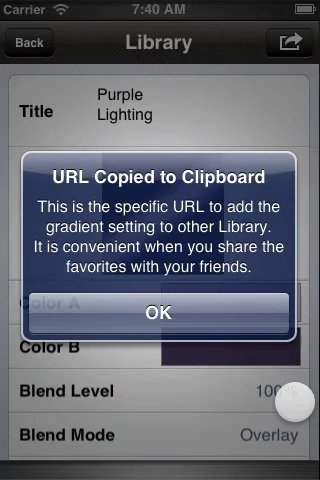 Carrier 7:40 AM
Back Library
Title Purple
Lighting
URL Copied to Clipboard
This is the specific URL to add the
gradient setting to other Library.
It is convenient when you share the
favorites with your friends.
OK
Color A
Color B
Blend Level 100%
Blend Mode Overlay